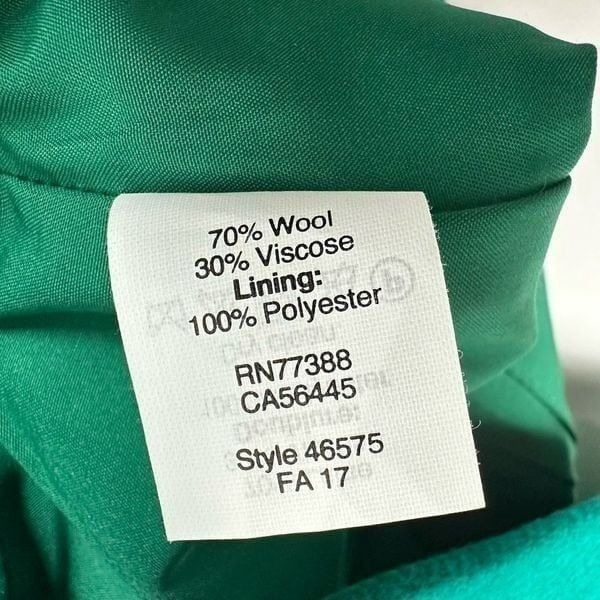 70% Wool
30% Viscose
Lining:
100% Polyester
RN77388
CA56445
Style 46575
FA 17